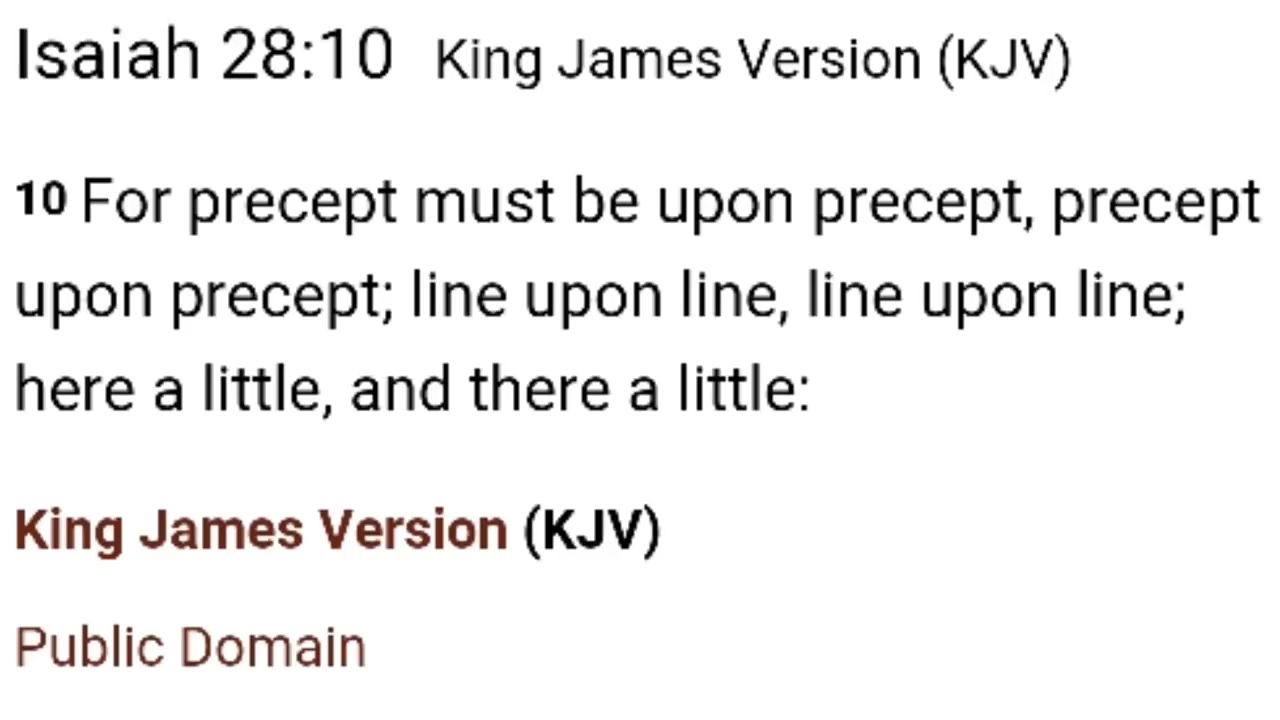 Isaiah 28:10 King James Version (KJV)
10 For precept must be upon precept, precept
upon precept; line upon line, line upon line;
here a little, and there a little:
King James Version (KJV)
Public Domain